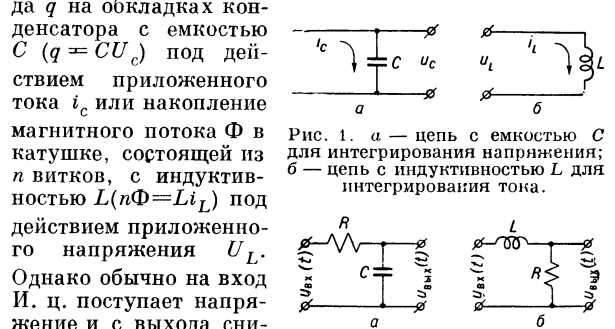 да q на обкладках кон-
денсатора с емкостью
C (q = CU_C) под дей-
ствием приложенного
тока i_C или накопление
магнитного потока Ф в
катушке, состоящей из
n витков, с индуктив-
ностью L(nФ=Li_L) под
действием приложенно-
го напряжения U_L.
Однако обычно на вход
И. ц. поступает напря-
жение и с выхода сни-
i_C
C
u_C
а
u_L
i_L
L
б
Рис. 1. а — цепь с емкостью C
для интегрирования напряжения;
б — цепь с индуктивностью L для
интегрирования тока.
R
u_вх(t)
C
u_вых(t)
а
L
u_вх(t)
R
u_вых(t)
б